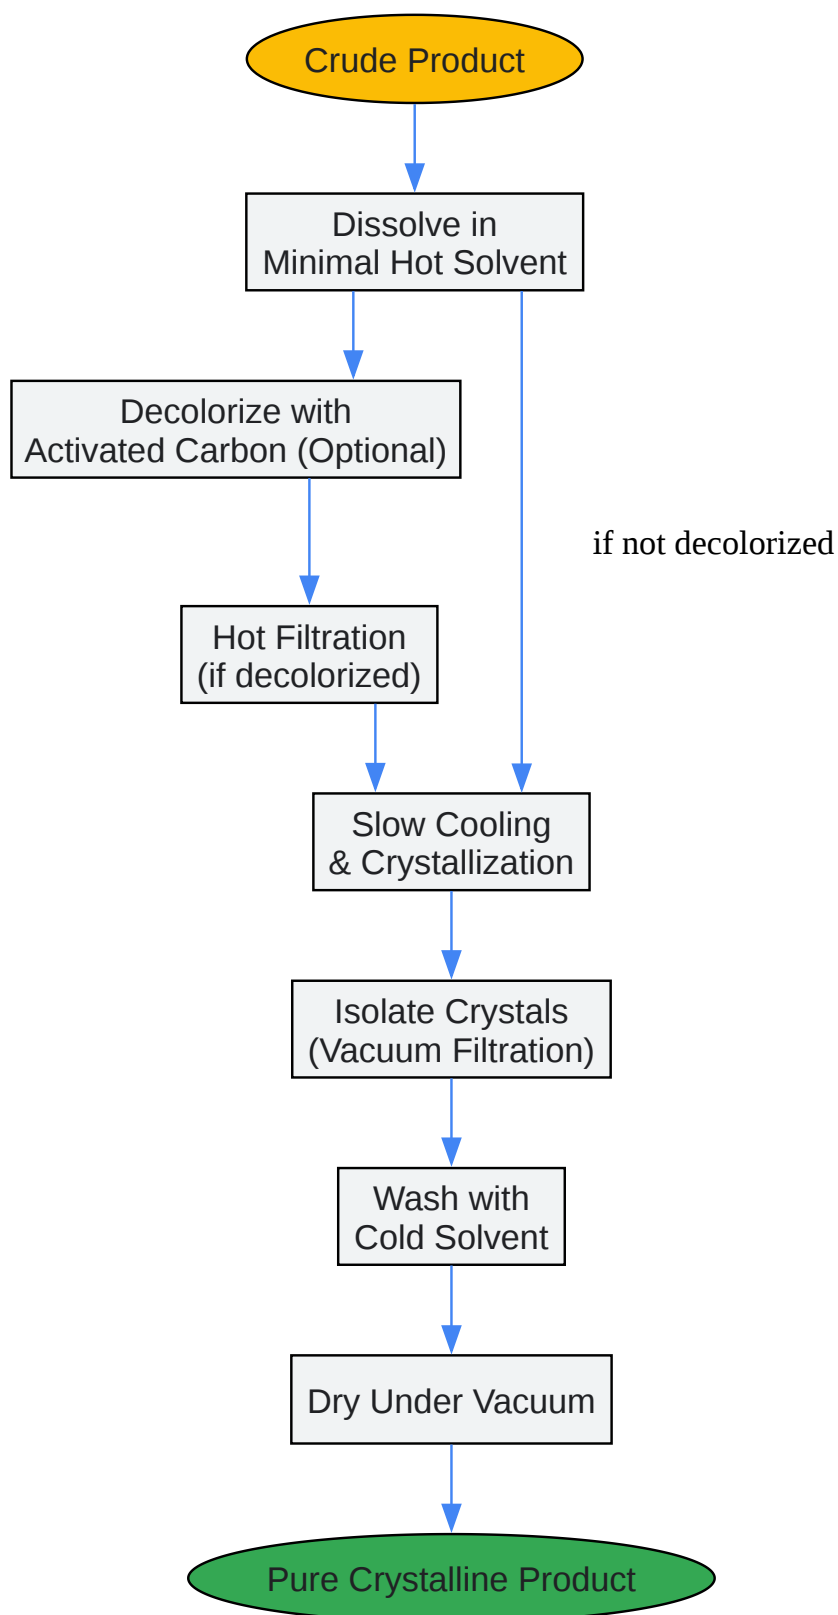 Crude Product
Dissolve in
Minimal Hot Solvent
Decolorize with
Activated Carbon (Optional)
if not decolorized
Hot Filtration
(if decolorized)
Slow Cooling
& Crystallization
Isolate Crystals
(Vacuum Filtration)
Wash with
Cold Solvent
Dry Under Vacuum
Pure Crystalline Product